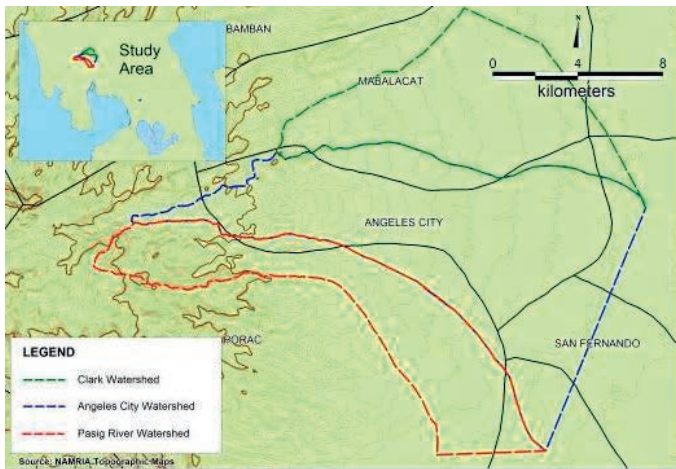 BAMBAN
Study
Area
N
MABALACAT
0 4 8
kilometers
ANGELES CITY
PORAC
SAN FERNANDO
LEGEND
Clark Watershed
Angeles City Watershed
Pasig River Watershed
Source: NAMRIA Topographic Maps